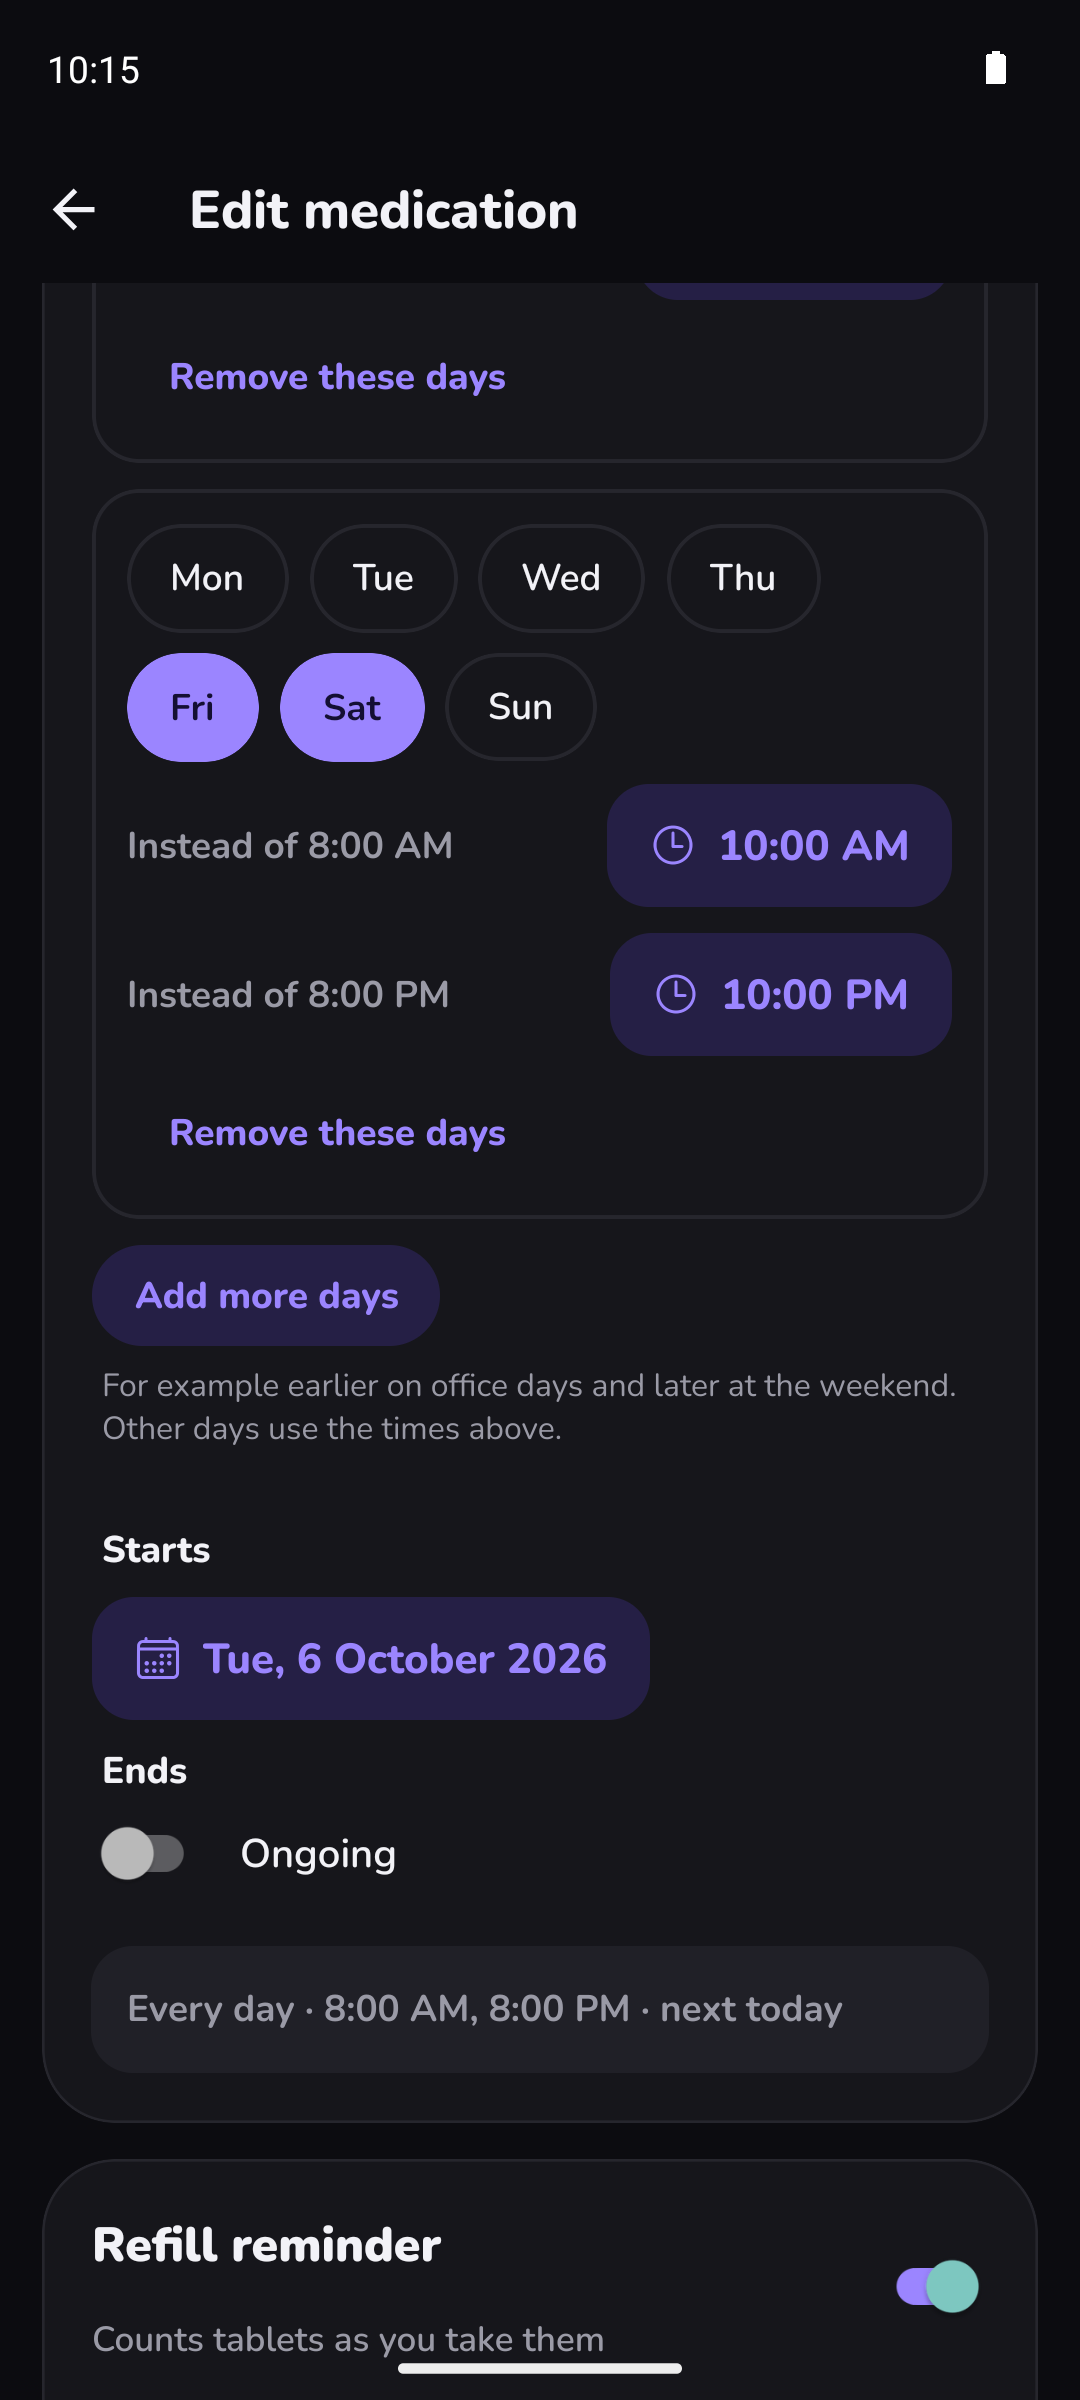 10:15
Edit medication
Remove these days
Mon Tue Wed Thu
Fri Sat Sun
Instead of 8:00 AM 10:00 AM
Instead of 8:00 PM 10:00 PM
Remove these days
Add more days
For example earlier on office days and later at the weekend.
Other days use the times above.
Starts
Tue, 6 October 2026
Ends
Ongoing
Every day · 8:00 AM, 8:00 PM · next today
Refill reminder
Counts tablets as you take them